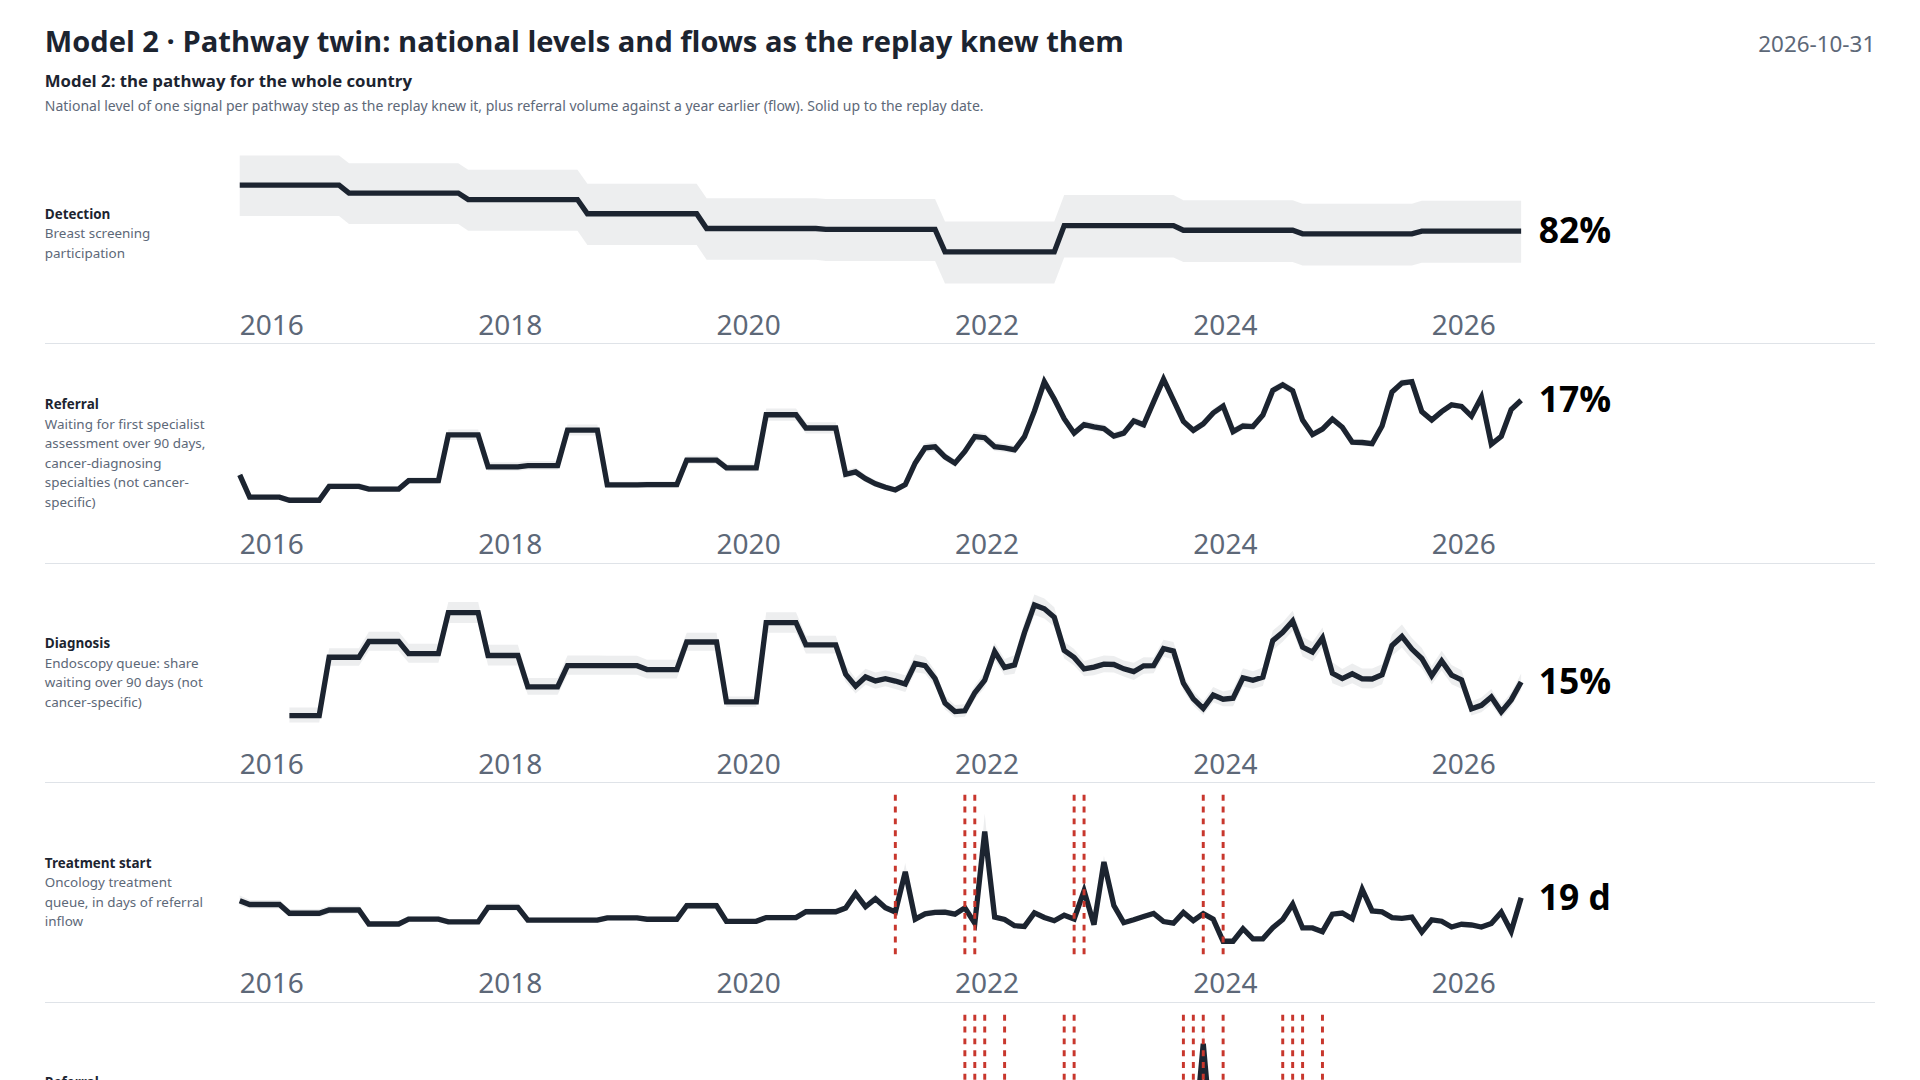 Model 2 · Pathway twin: national levels and flows as the replay knew them
2026-10-31
Model 2: the pathway for the whole country
National level of one signal per pathway step as the replay knew it, plus referral volume against a year earlier (flow). Solid up to the replay date.
Detection
Breast screening
participation
82%
2016 2018 2020 2022 2024 2026
Referral
Waiting for first specialist
assessment over 90 days,
cancer-diagnosing
specialties (not cancer-
specific)
17%
2016 2018 2020 2022 2024 2026
Diagnosis
Endoscopy queue: share
waiting over 90 days (not
cancer-specific)
15%
2016 2018 2020 2022 2024 2026
Treatment start
Oncology treatment
queue, in days of referral
inflow
19 d
2016 2018 2020 2022 2024 2026